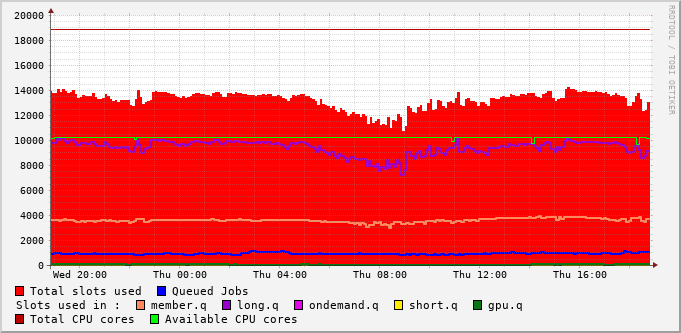 20000
18000
16000
14000
12000
10000
8000
6000
4000
2000
0
Wed 20:00 Thu 00:00 Thu 04:00 Thu 08:00 Thu 12:00 Thu 16:00
RRDTOOL / TOBI OETIKER
Total slots used Queued Jobs
Slots used in : member.q long.q ondemand.q short.q gpu.q
Total CPU cores Available CPU cores